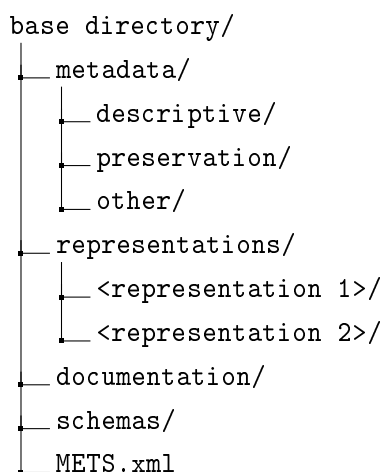 base directory/
metadata/
descriptive/
preservation/
other/
representations/
<representation 1>/
<representation 2>/
documentation/
schemas/
METS.xml